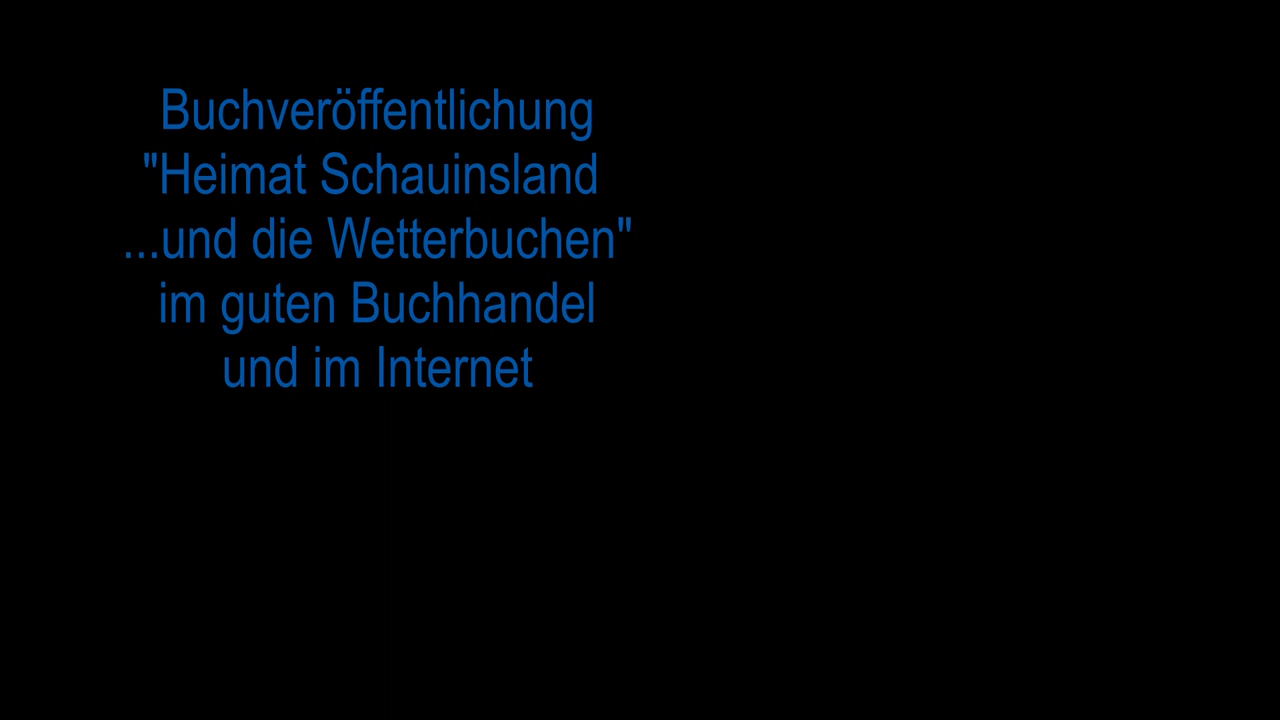 Buchveröffentlichung
"Heimat Schauinsland
...und die Wetterbuchen"
im guten Buchhandel
und im Internet